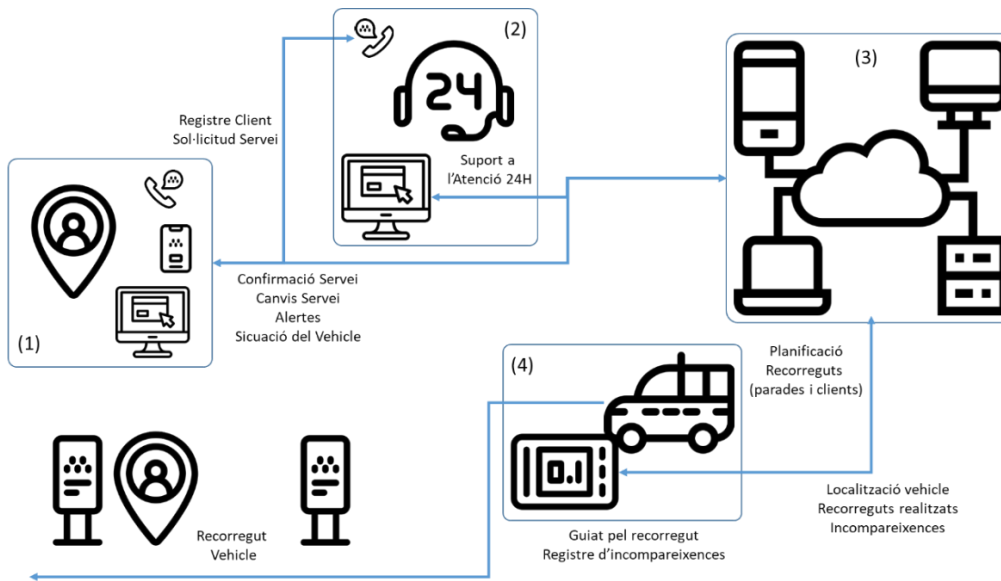 (2)
24
(3)
Registre Client
Sol·licitud Servei
Suport a
l'Atenció 24H
(1)
Confirmació Servei
Canvis Servei
Alertes
Sicuació del Vehicle
(4)
0.1
Planificació
Recorreguts
(parades i clients)
Recorregut
Vehicle
Guiat pel recorregut
Registre d'incompareixences
Localització vehicle
Recorreguts realitzats
Incompareixences